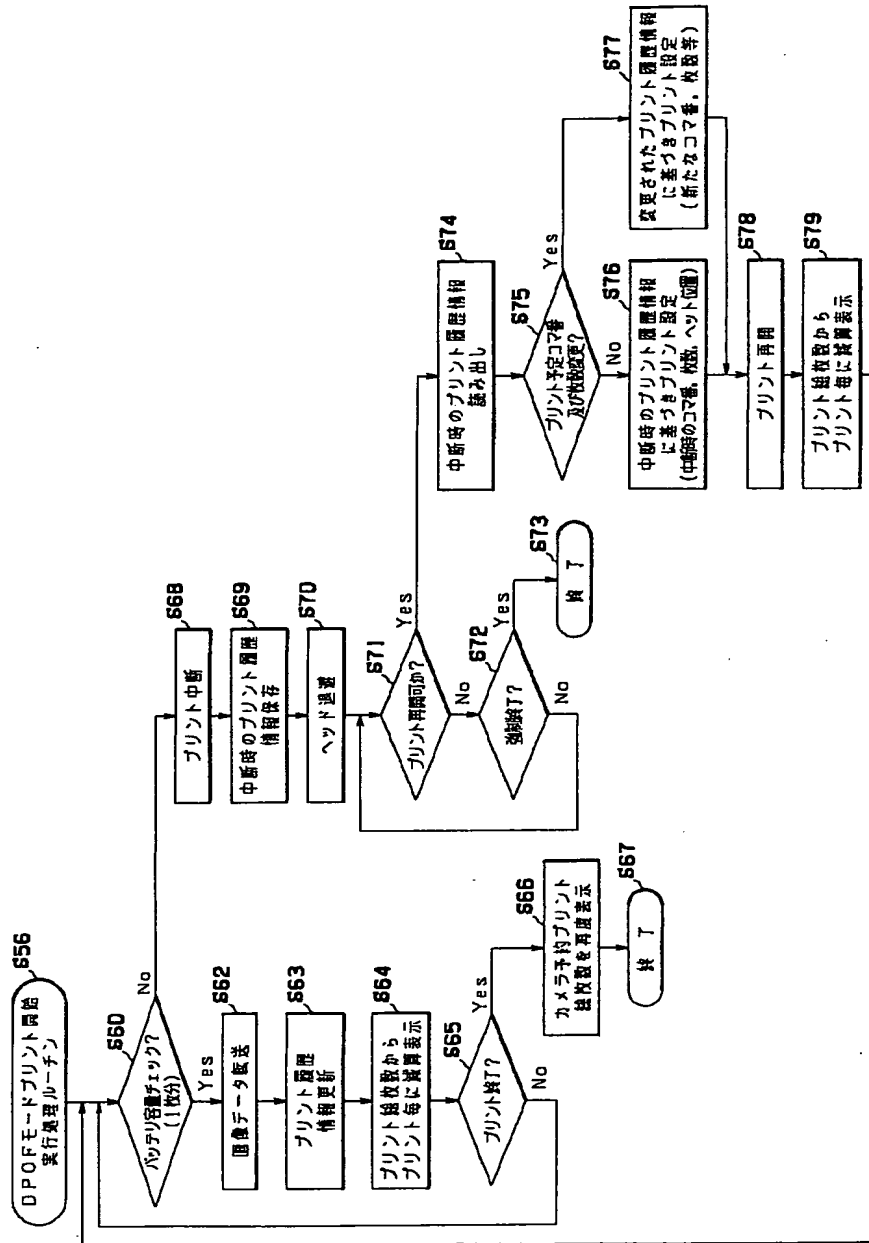 S56
DPOFモードプリント開始
実行処理ルーチン
S60
バッテリ容量チェック?
(1枚分)
No
Yes
S62
画像データ転送
S63
プリント履歴
情報更新
S64
プリント総枚数から
プリント毎に減算表示
S65
プリント終了?
Yes
No
S66
カメラ予約プリント
総枚数を再度表示
S67
終了
S68
プリント中断
S69
中断時のプリント履歴
情報保存
S70
ヘッド退避
S71
プリント再開可か?
Yes
No
S72
強制終了?
Yes
No
S73
終了
S74
中断時のプリント履歴情報
読み出し
S75
プリント予定コマ番
及び枚数変更?
Yes
No
S76
中断時のプリント履歴情報
に基づきプリント設定
(中断時のコマ番, 枚数, ヘット位置)
S77
変更されたプリント履歴情報
に基づきプリント設定
(新たなコマ番, 枚数等)
S78
プリント再開
S79
プリント総枚数から
プリント毎に減算表示